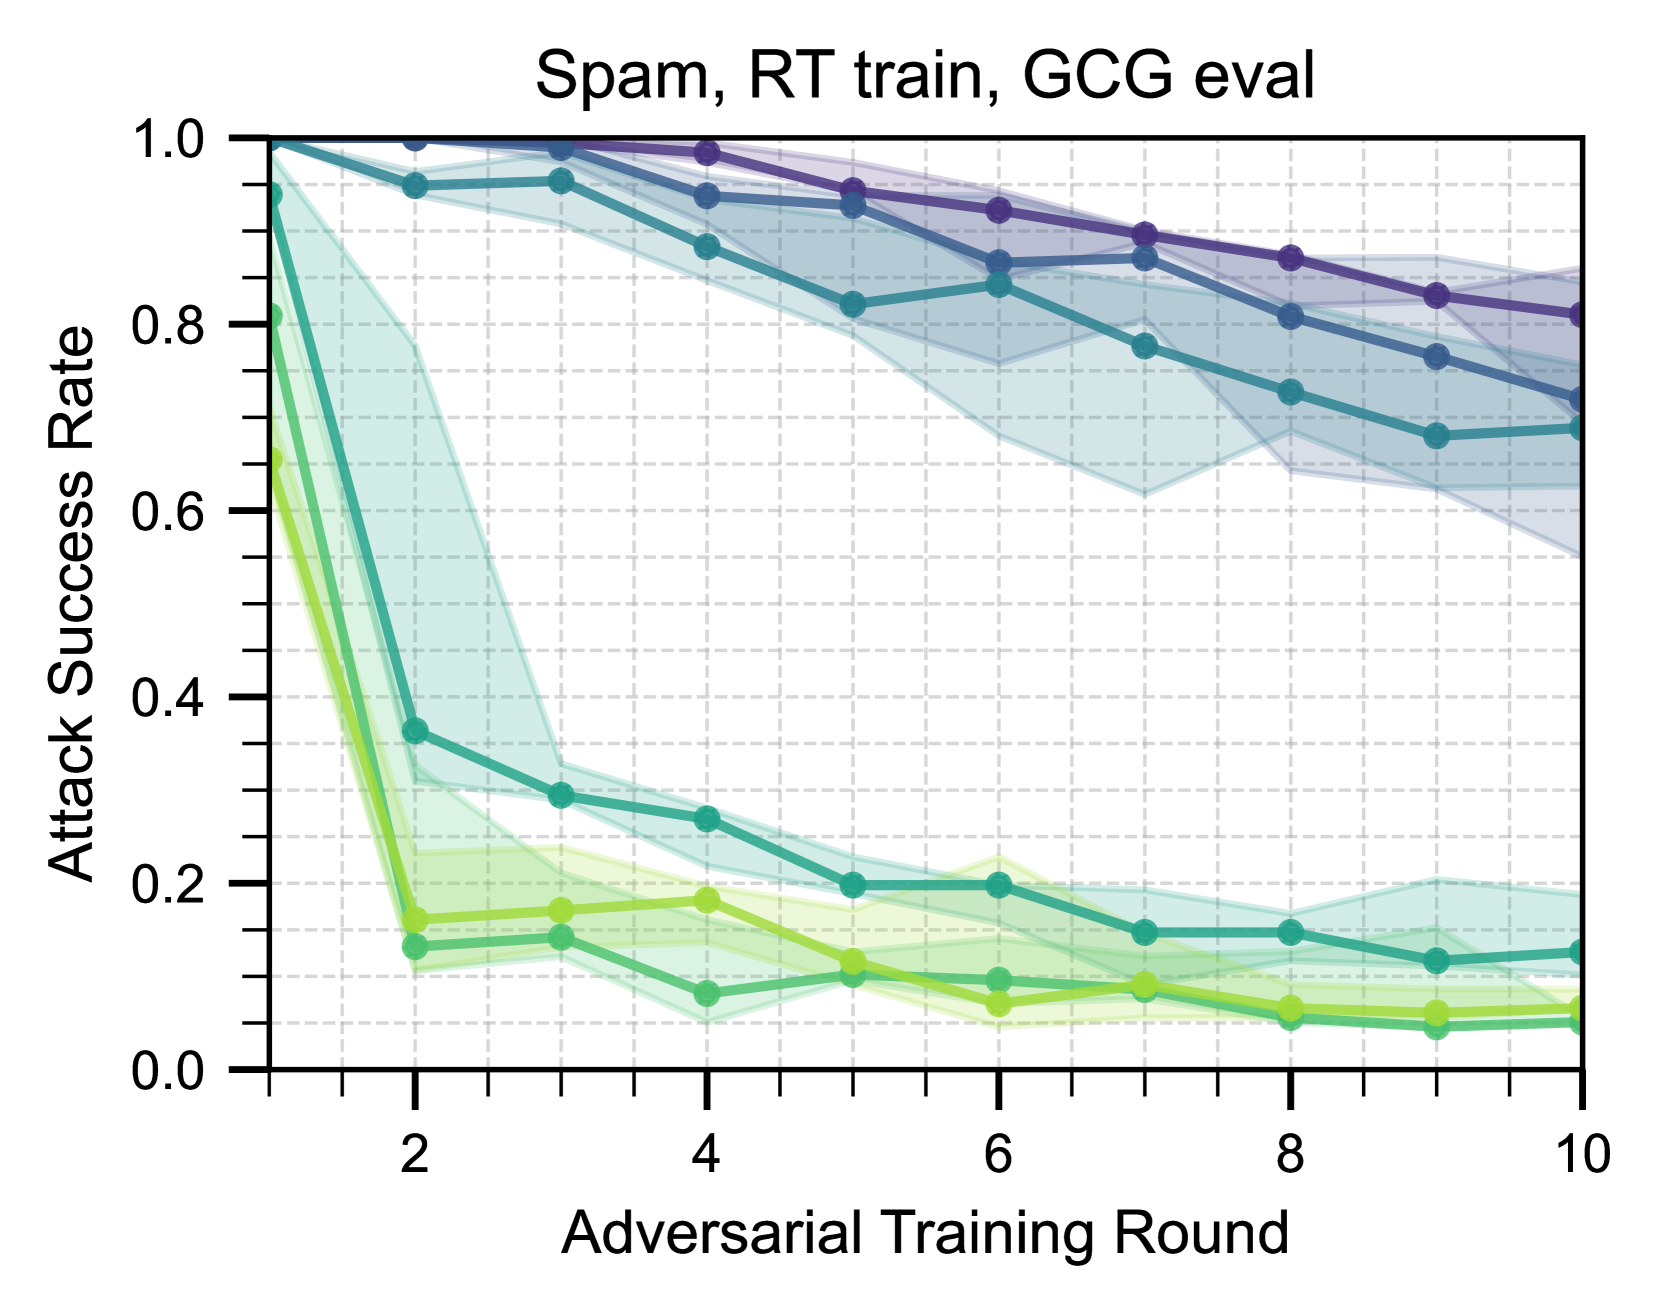 Spam, RT train, GCG eval
1.0
0.8
0.6
0.4
0.2
0.0
Attack Success Rate
2 4 6 8 10
Adversarial Training Round